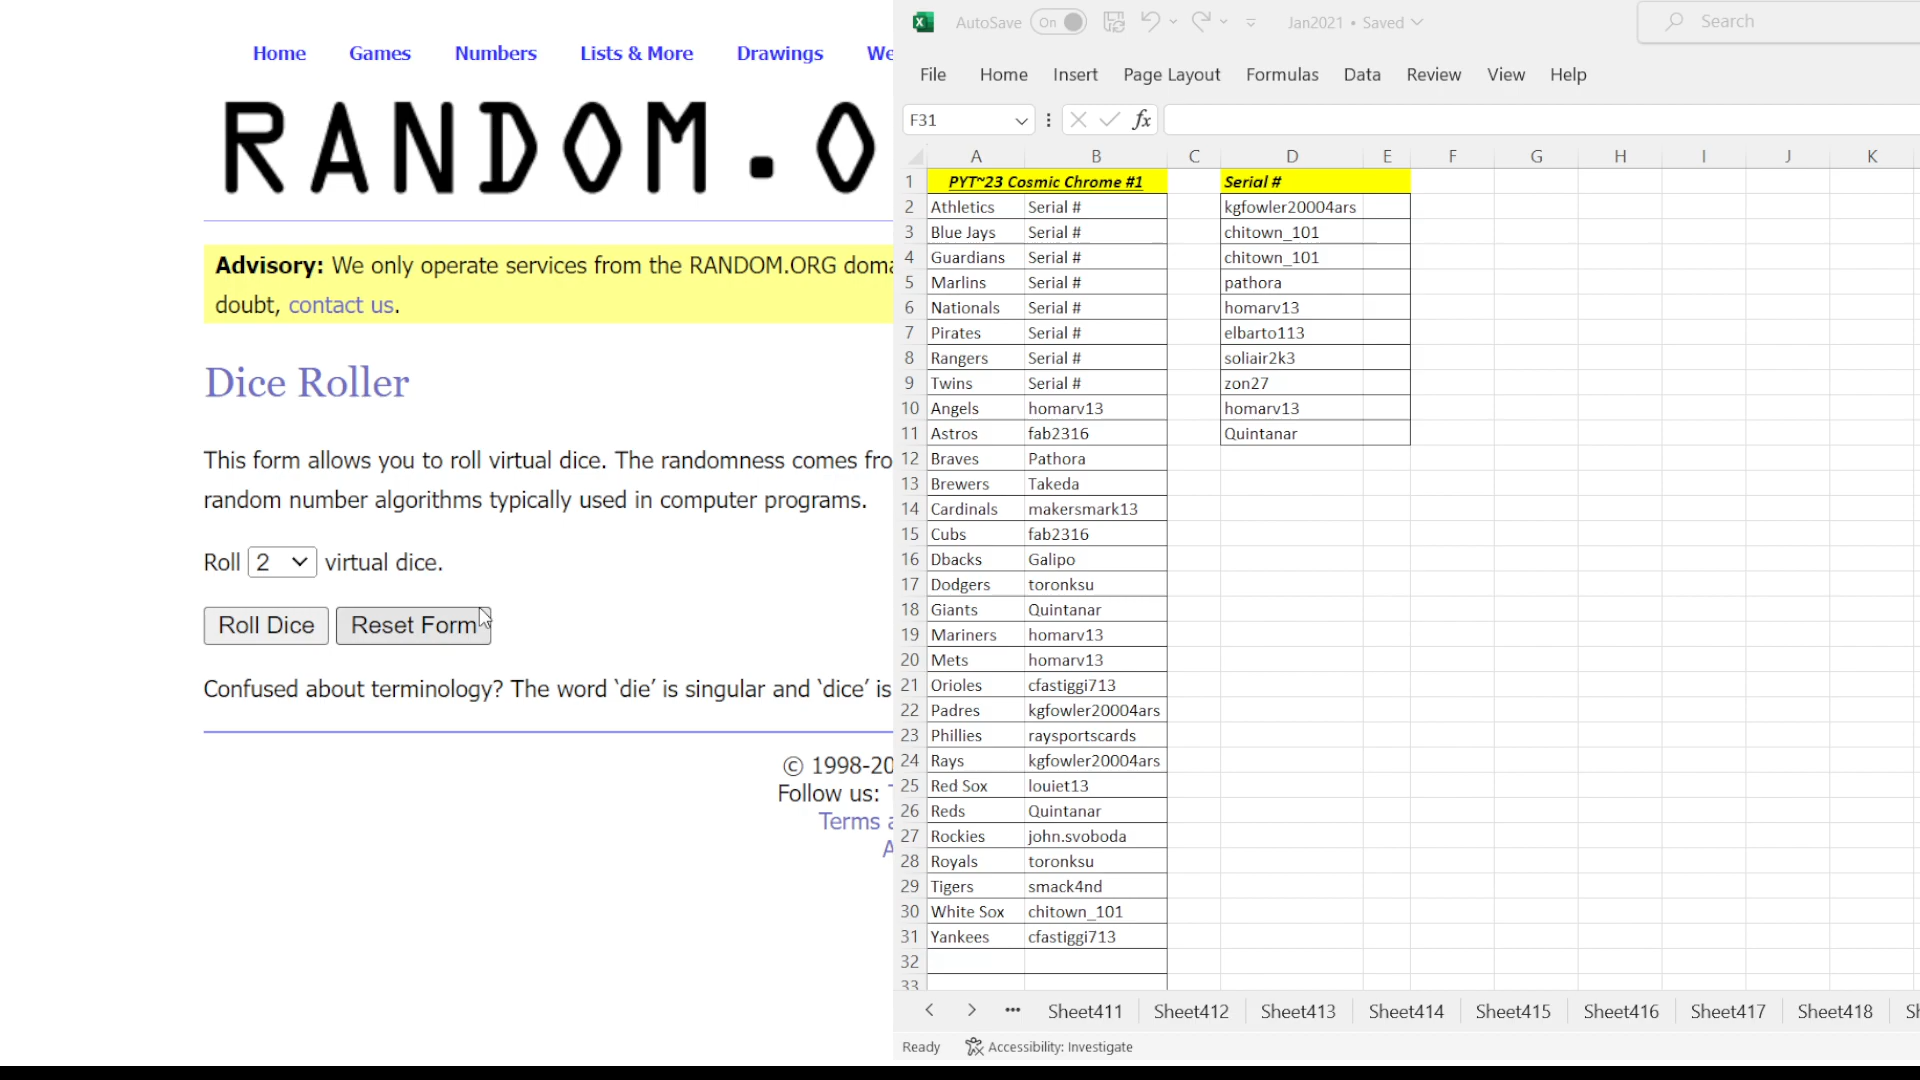 Home Games Numbers Lists & More Drawings We
RANDOM.O
Advisory: We only operate services from the RANDOM.ORG doma
doubt, contact us.
Dice Roller
This form allows you to roll virtual dice. The randomness comes fro
random number algorithms typically used in computer programs.
Roll 2 virtual dice.
Roll Dice Reset Form
Confused about terminology? The word ‘die’ is singular and ‘dice’ is
© 1998-20
Follow us:
Terms a
A
AutoSave On Jan2021 • Saved Search
File Home Insert Page Layout Formulas Data Review View Help
F31 fx
A B C D E F G H I J K
1 PYT~23 Cosmic Chrome #1 Serial #
2 Athletics Serial # kgfowler20004ars
3 Blue Jays Serial # chitown_101
4 Guardians Serial # chitown_101
5 Marlins Serial # pathora
6 Nationals Serial # homarv13
7 Pirates Serial # elbarto113
8 Rangers Serial # soliair2k3
9 Twins Serial # zon27
10 Angels homarv13 homarv13
11 Astros fab2316 Quintanar
12 Braves Pathora
13 Brewers Takeda
14 Cardinals makersmark13
15 Cubs fab2316
16 Dbacks Galipo
17 Dodgers toronksu
18 Giants Quintanar
19 Mariners homarv13
20 Mets homarv13
21 Orioles cfastiggi713
22 Padres kgfowler20004ars
23 Phillies raysportscards
24 Rays kgfowler20004ars
25 Red Sox louiet13
26 Reds Quintanar
27 Rockies john.svoboda
28 Royals toronksu
29 Tigers smack4nd
30 White Sox chitown_101
31 Yankees cfastiggi713
32
33
Sheet411 Sheet412 Sheet413 Sheet414 Sheet415 Sheet416 Sheet417 Sheet418 Sh
Ready Accessibility: Investigate